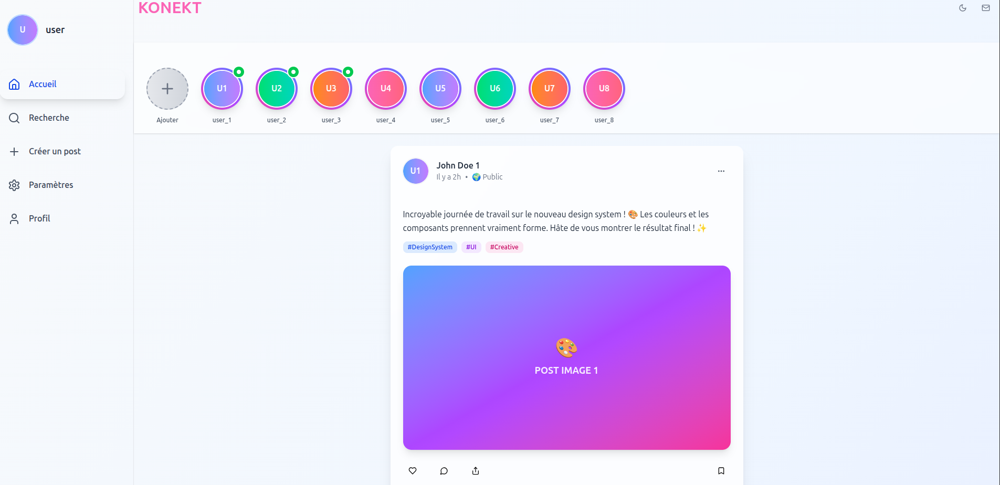 KONEKT
U
user
Accueil
Recherche
Créer un post
Paramètres
Profil
U1
U2
U3
U4
U5
U6
U7
U8
Ajouter
user_1
user_2
user_3
user_4
user_5
user_6
user_7
user_8
U1
John Doe 1
Il y a 2h • 🌍 Public
Incroyable journée de travail sur le nouveau design system ! 🎨 Les couleurs et les
composants prennent vraiment forme. Hâte de vous montrer le résultat final ! ✨
#DesignSystem #UI #Creative
POST IMAGE 1